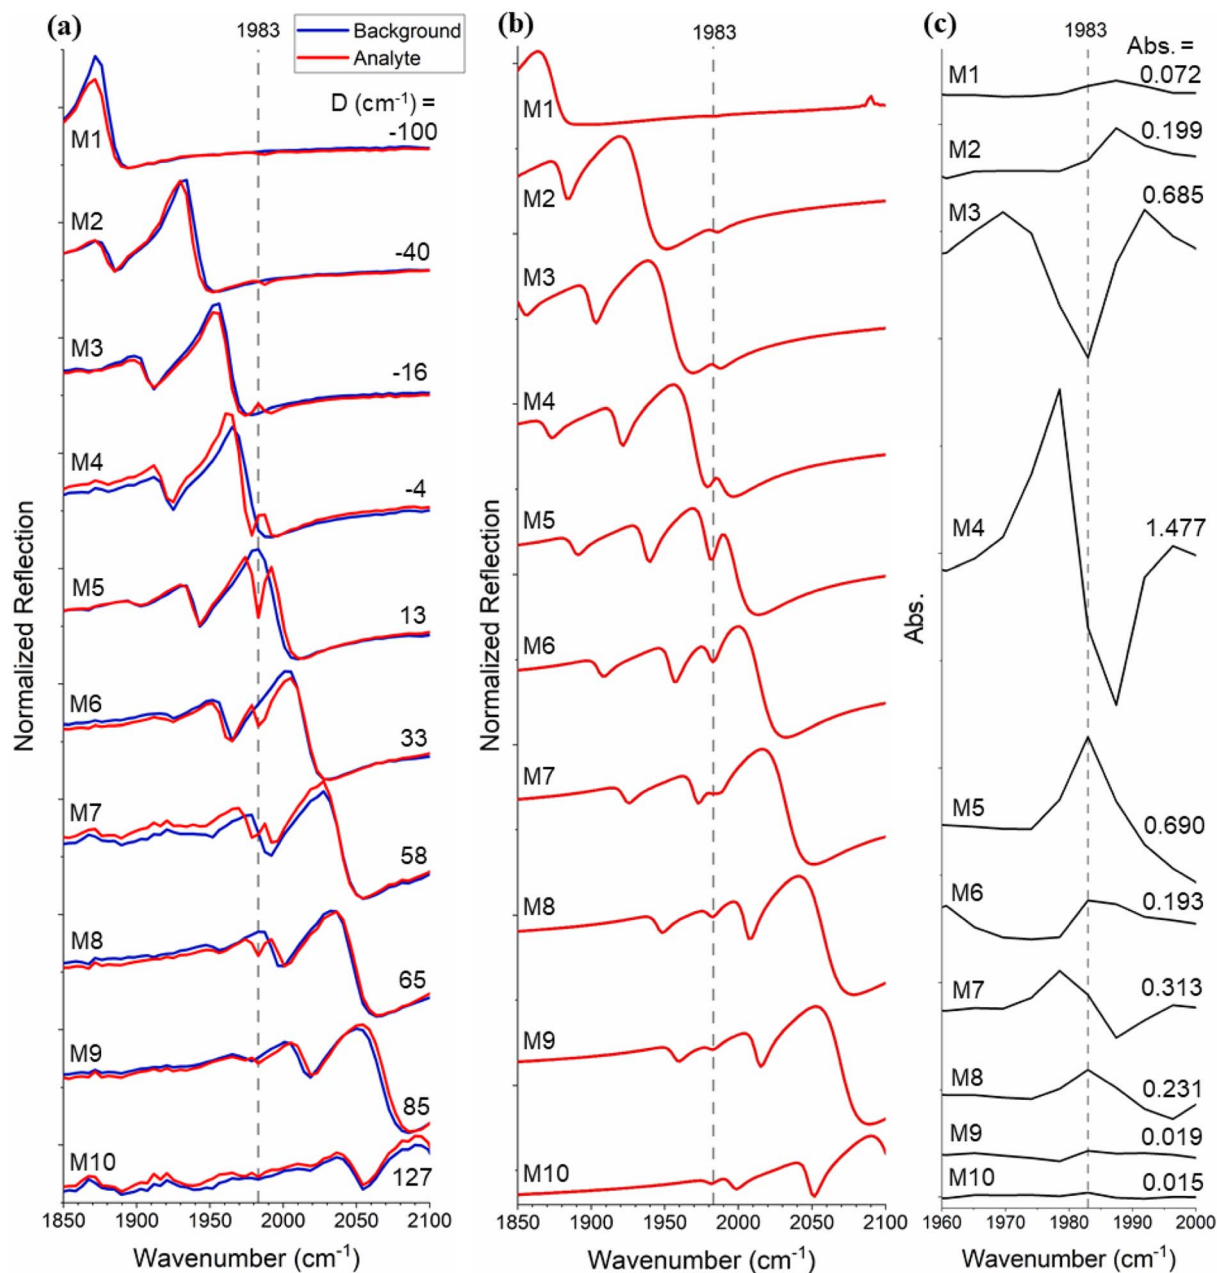 (a)
1983
Background
Analyte
D (cm⁻¹) =
M1
-100
M2
-40
M3
-16
M4
-4
M5
13
M6
33
M7
58
M8
65
M9
85
M10
127
Normalized Reflection
1850 1900 1950 2000 2050 2100
Wavenumber (cm⁻¹)
(b)
1983
M1
M2
M3
M4
M5
M6
M7
M8
M9
M10
Normalized Reflection
1850 1900 1950 2000 2050 2100
Wavenumber (cm⁻¹)
(c)
1983
Abs. =
M1
0.072
M2
0.199
M3
0.685
M4
1.477
M5
0.690
M6
0.193
M7
0.313
M8
0.231
M9
0.019
M10
0.015
Abs.
1960 1970 1980 1990 2000
Wavenumber (cm⁻¹)